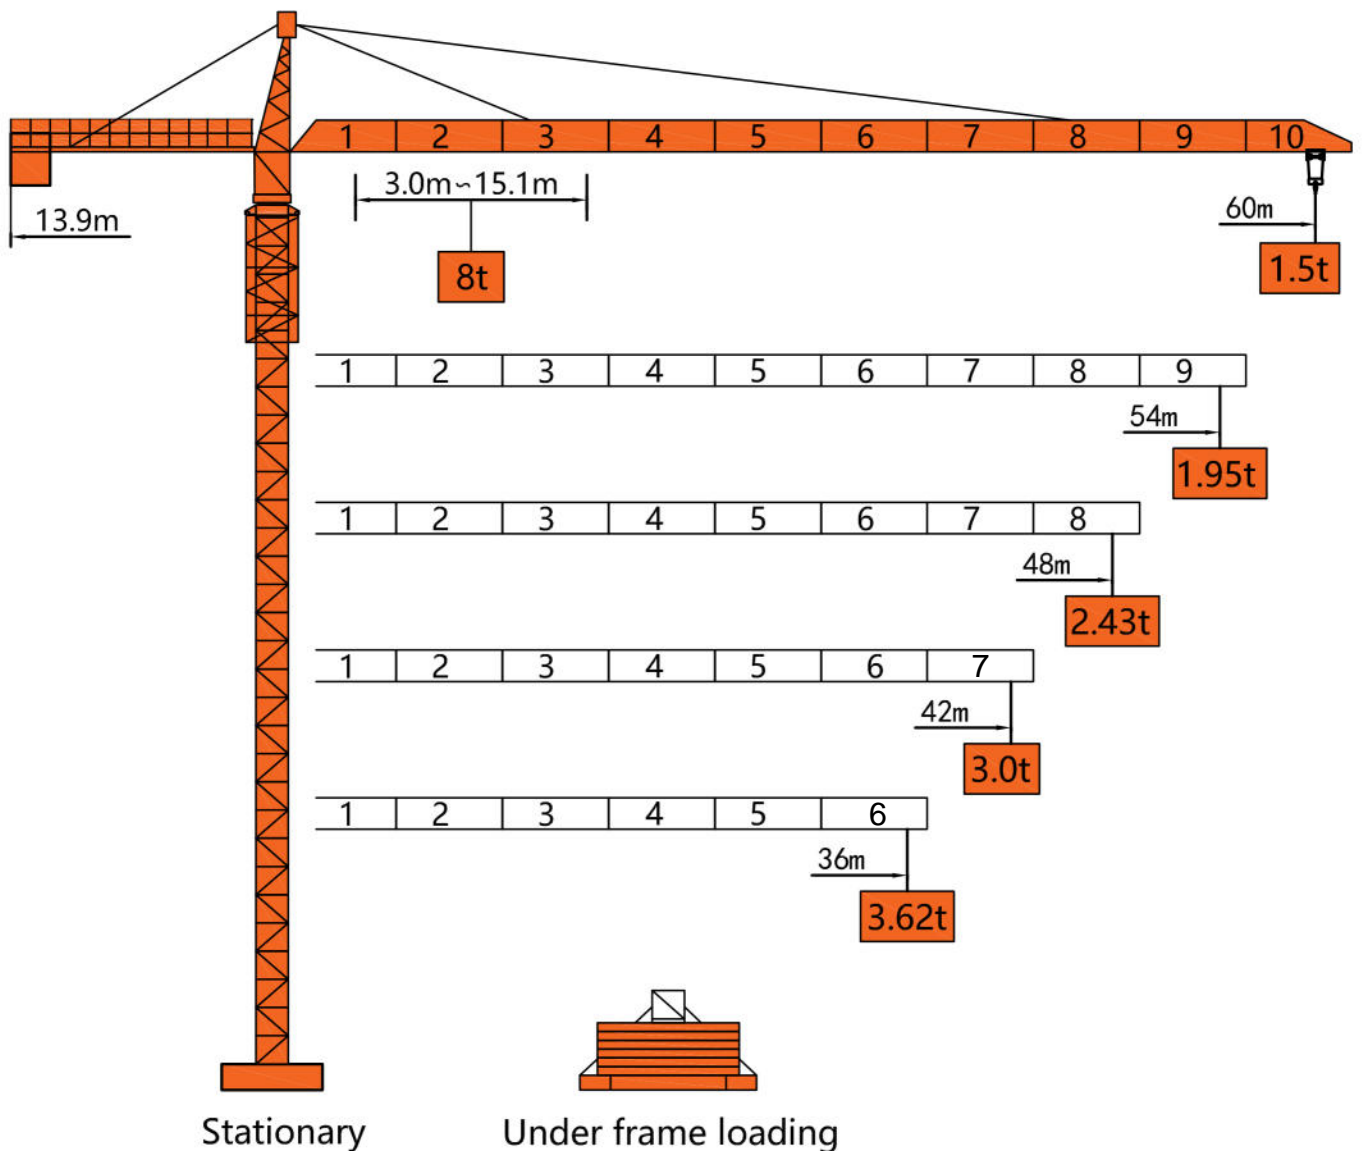 1 2 3 4 5 6 7 8 9 10
3.0m~15.1m
13.9m
60m
8t
1.5t
1 2 3 4 5 6 7 8 9
54m
1.95t
1 2 3 4 5 6 7 8
48m
2.43t
1 2 3 4 5 6 7
42m
3.0t
1 2 3 4 5 6
36m
3.62t
Stationary
Under frame loading